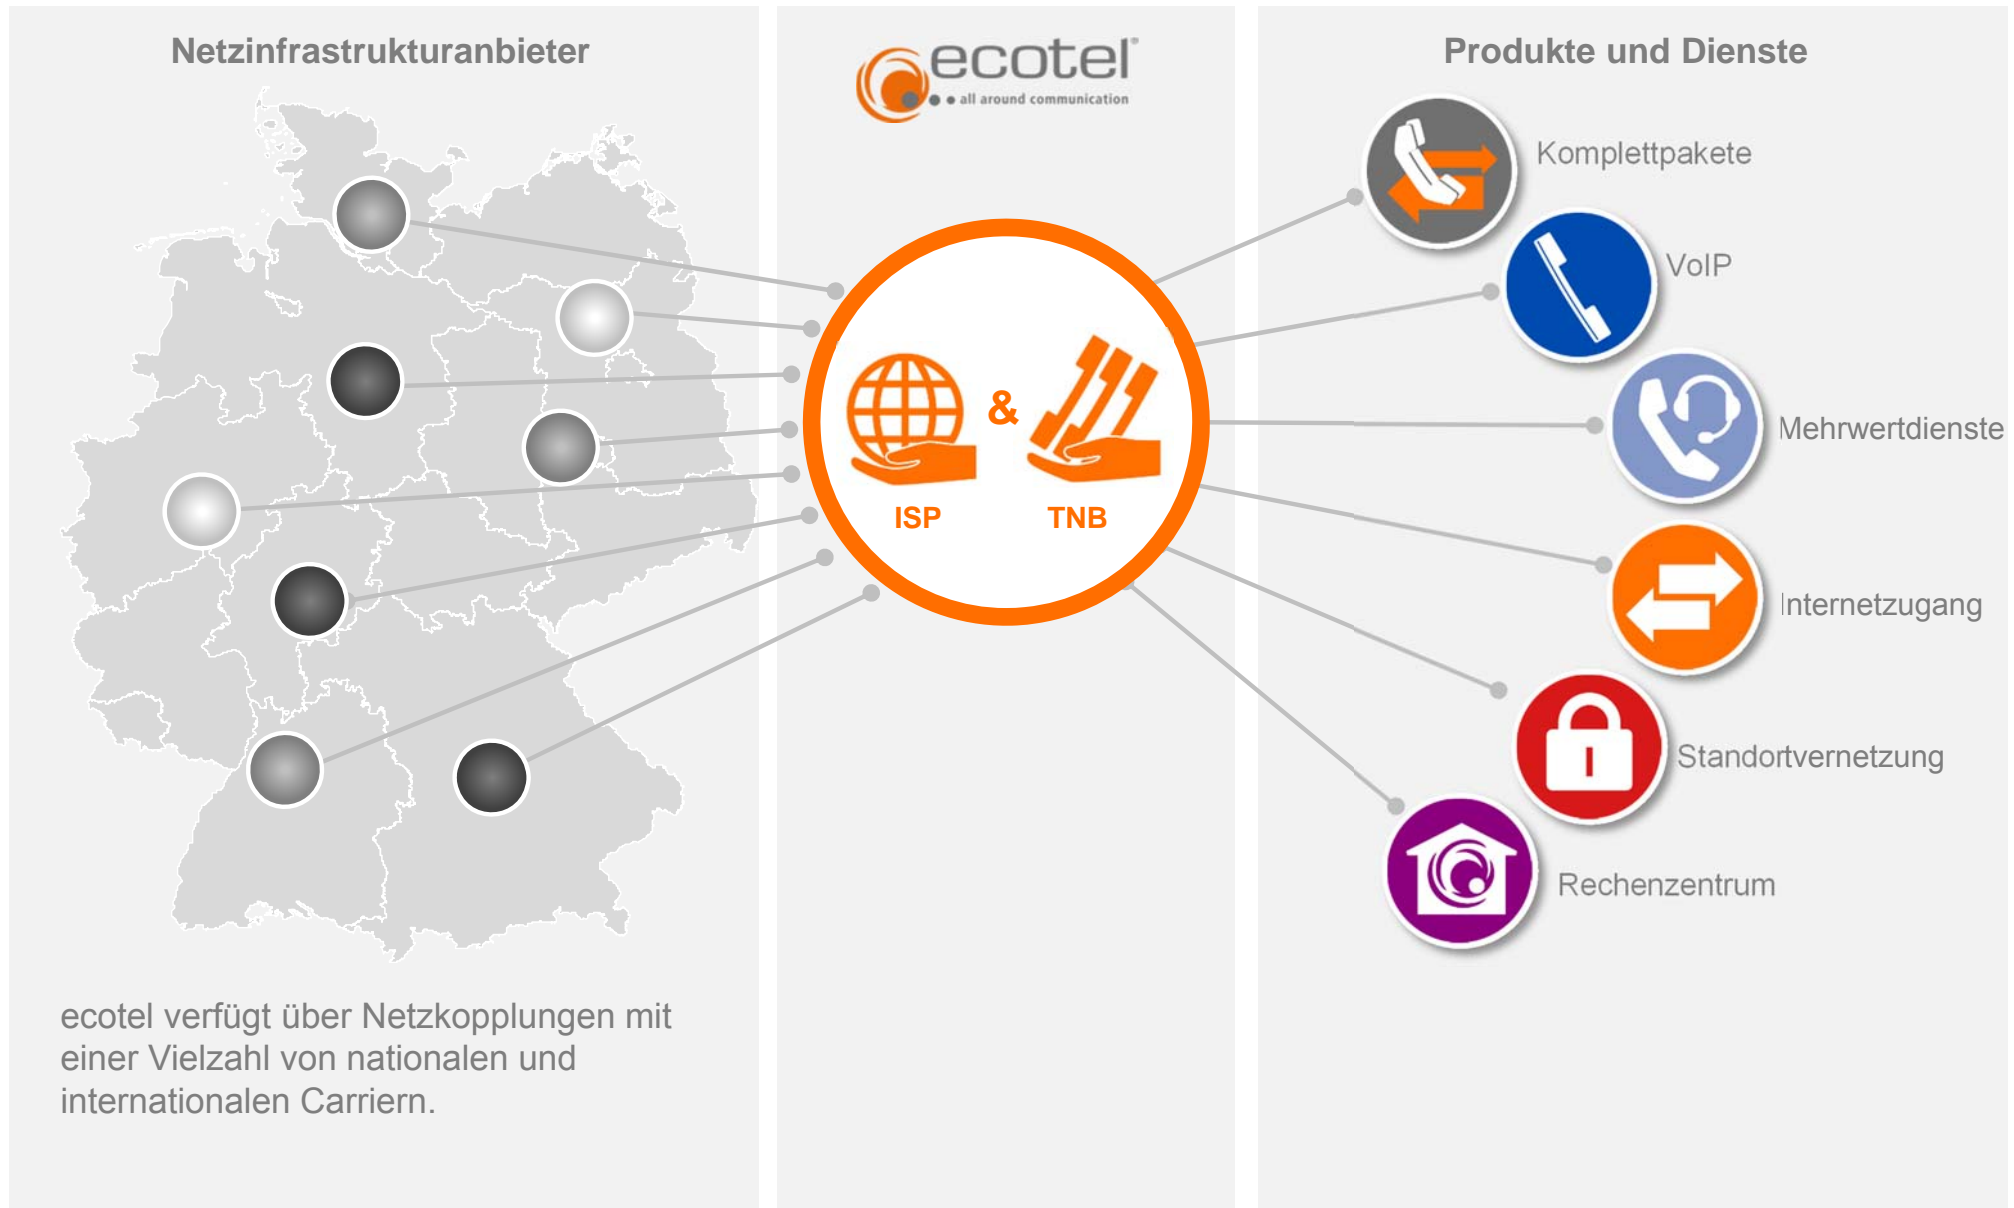 Netzinfrastrukturanbieter
ecotel verfügt über Netzkopplungen mit
einer Vielzahl von nationalen und
internationalen Carriern.
ecotel®
all around communication
&
ISP
TNB
Produkte und Dienste
Komplettpakete
VoIP
Mehrwertdienste
Internetzugang
Standortvernetzung
Rechenzentrum